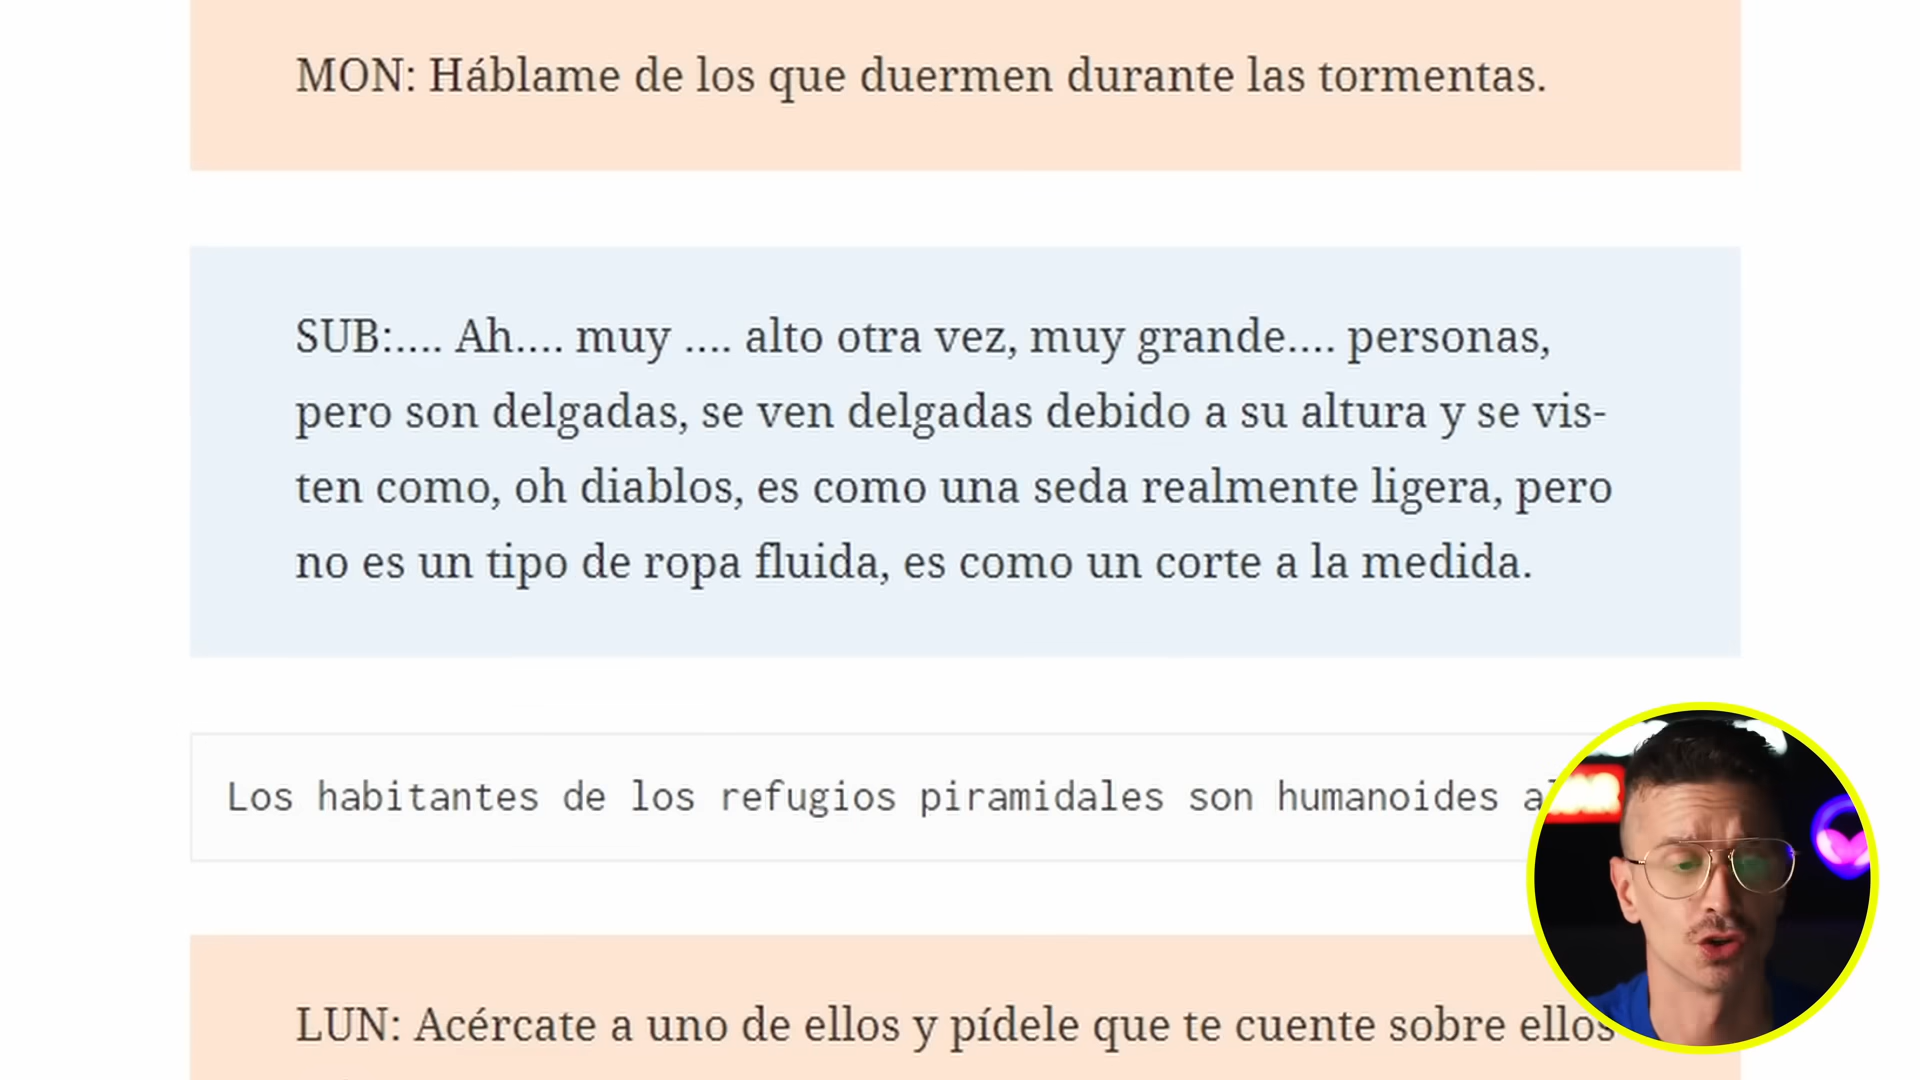 MON: Háblame de los que duermen durante las tormentas.
SUB:.... Ah.... muy .... alto otra vez, muy grande.... personas,
pero son delgadas, se ven delgadas debido a su altura y se vis-
ten como, oh diablos, es como una seda realmente ligera, pero
no es un tipo de ropa fluida, es como un corte a la medida.
Los habitantes de los refugios piramidales son humanoides
LUN: Acércate a uno de ellos y pídele que te cuente sobre ellos